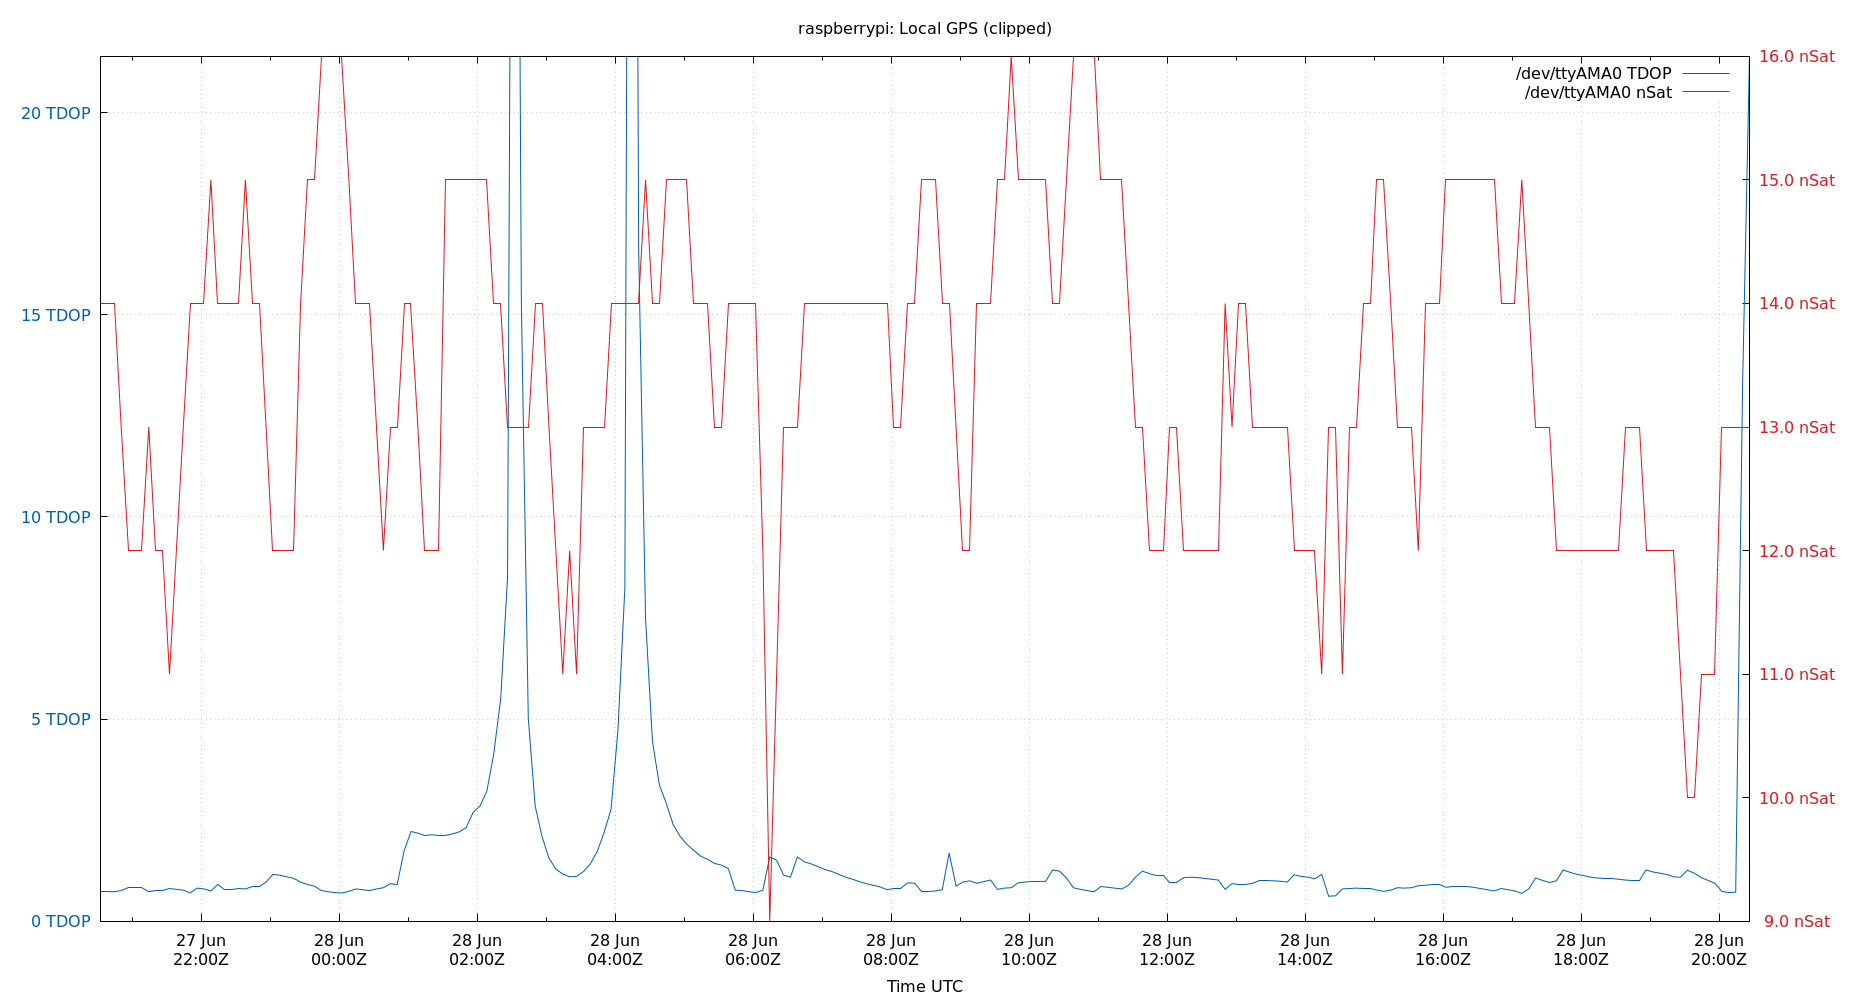 raspberrypi: Local GPS (clipped)
/dev/ttyAMA0 TDOP
/dev/ttyAMA0 nSat
20 TDOP
15 TDOP
10 TDOP
5 TDOP
0 TDOP
16.0 nSat
15.0 nSat
14.0 nSat
13.0 nSat
12.0 nSat
11.0 nSat
10.0 nSat
9.0 nSat
27 Jun
22:00Z
28 Jun
00:00Z
28 Jun
02:00Z
28 Jun
04:00Z
28 Jun
06:00Z
28 Jun
08:00Z
28 Jun
10:00Z
28 Jun
12:00Z
28 Jun
14:00Z
28 Jun
16:00Z
28 Jun
18:00Z
28 Jun
20:00Z
Time UTC